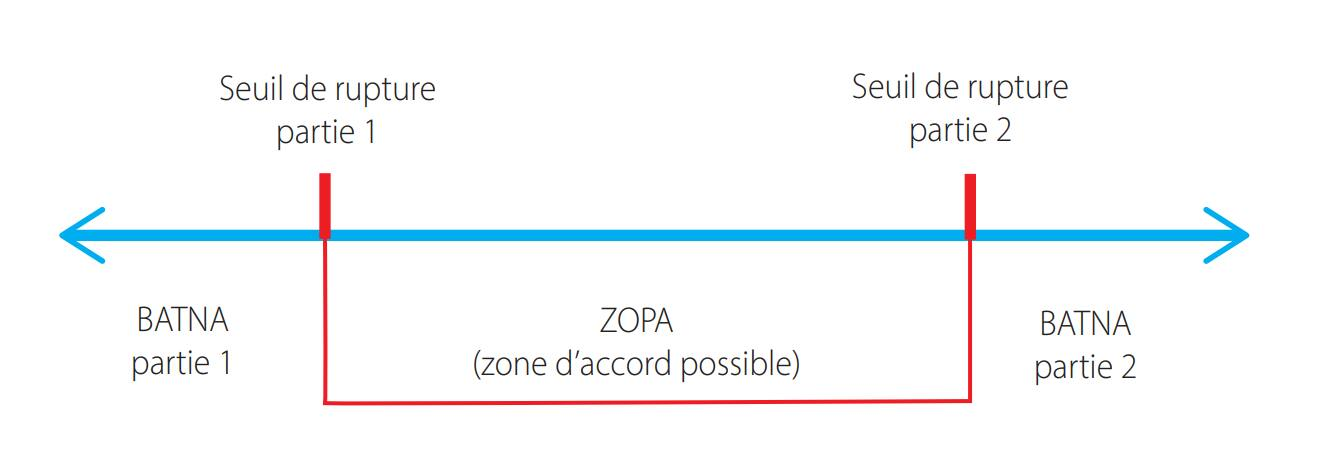 Seuil de rupture
partie 1
Seuil de rupture
partie 2
BATNA
partie 1
ZOPA
(zone d’accord possible)
BATNA
partie 2